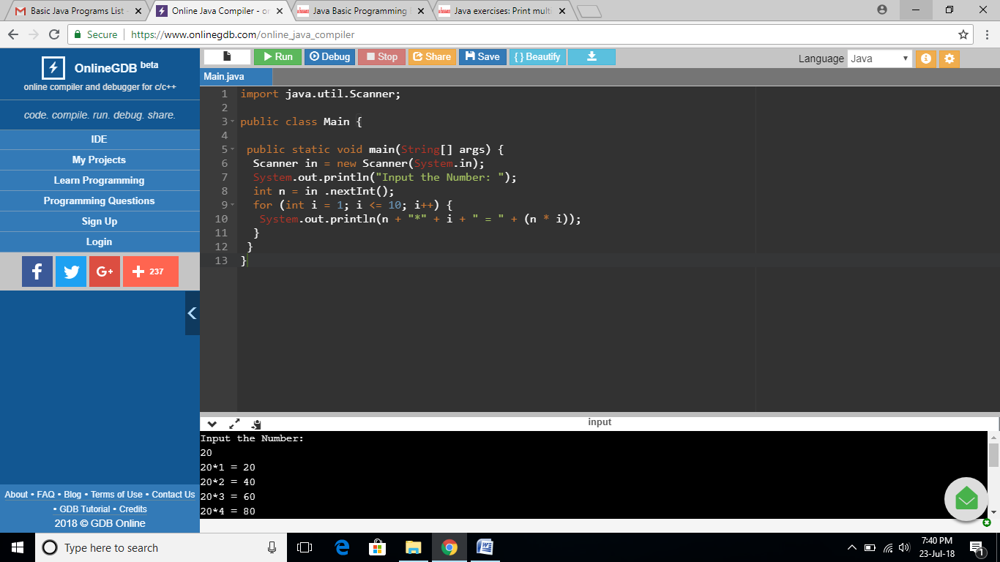 Basic Java Programs List -
Online Java Compiler - or
Java Basic Programming
Java exercises: Print mult
Secure
https://www.onlinegdb.com/online_java_compiler
OnlineGDB beta
online compiler and debugger for c/c++
code. compile. run. debug. share.
IDE
My Projects
Learn Programming
Programming Questions
Sign Up
Login
f
G+
+ 237
About • FAQ • Blog • Terms of Use • Contact Us
• GDB Tutorial • Credits
2018 © GDB Online
Run
Debug
Stop
Share
Save
{ } Beautify
Language
Java
Main.java
1 import java.util.Scanner;
2
3 public class Main {
4
5 public static void main(String[] args) {
6 Scanner in = new Scanner(System.in);
7 System.out.println("Input the Number: ");
8 int n = in .nextInt();
9 for (int i = 1; i <= 10; i++) {
10 System.out.println(n + "*" + i + " = " + (n * i));
11 }
12 }
13 }
input
Input the Number:
20
20*1 = 20
20*2 = 40
20*3 = 60
20*4 = 80
Type here to search
7:40 PM
23-Jul-18
1